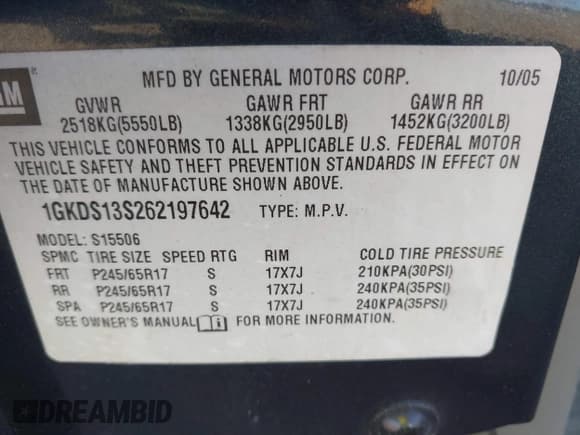 GM ®
MFD BY GENERAL MOTORS CORP. 10/05
GVWR GAWR FRT GAWR RR
2518KG(5550LB) 1338KG(2950LB) 1452KG(3200LB)
THIS VEHICLE CONFORMS TO ALL APPLICABLE U.S. FEDERAL MOTOR
VEHICLE SAFETY AND THEFT PREVENTION STANDARDS IN EFFECT ON
THE DATE OF MANUFACTURE SHOWN ABOVE.
1GKDS13S262197642 TYPE: M.P.V.
MODEL: S15506
SPMC TIRE SIZE SPEED RTG RIM COLD TIRE PRESSURE
FRT P245/65R17 S 17X7J 210KPA(30PSI)
RR P245/65R17 S 17X7J 240KPA(35PSI)
SPA P245/65R17 S 17X7J 240KPA(35PSI)
SEE OWNER'S MANUAL FOR MORE INFORMATION.
DREAMBID